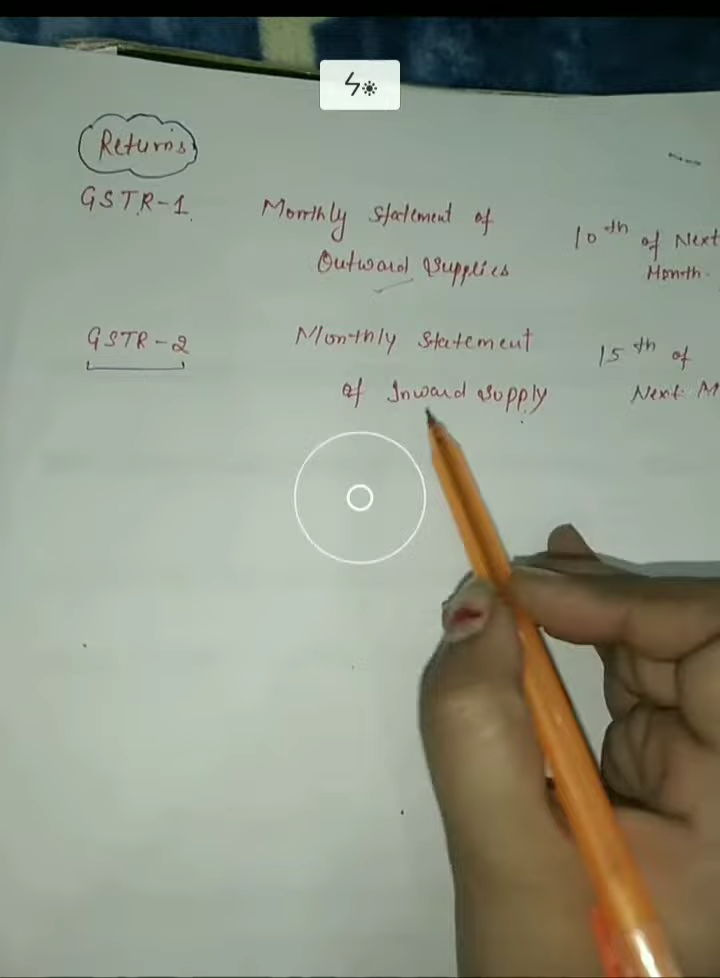 Returns
GSTR-1
Monthly Statement of
Outward Supplies
10th of Next
Month.
GSTR-2
Monthly Statement
of Inward Supply
15th of
Next M